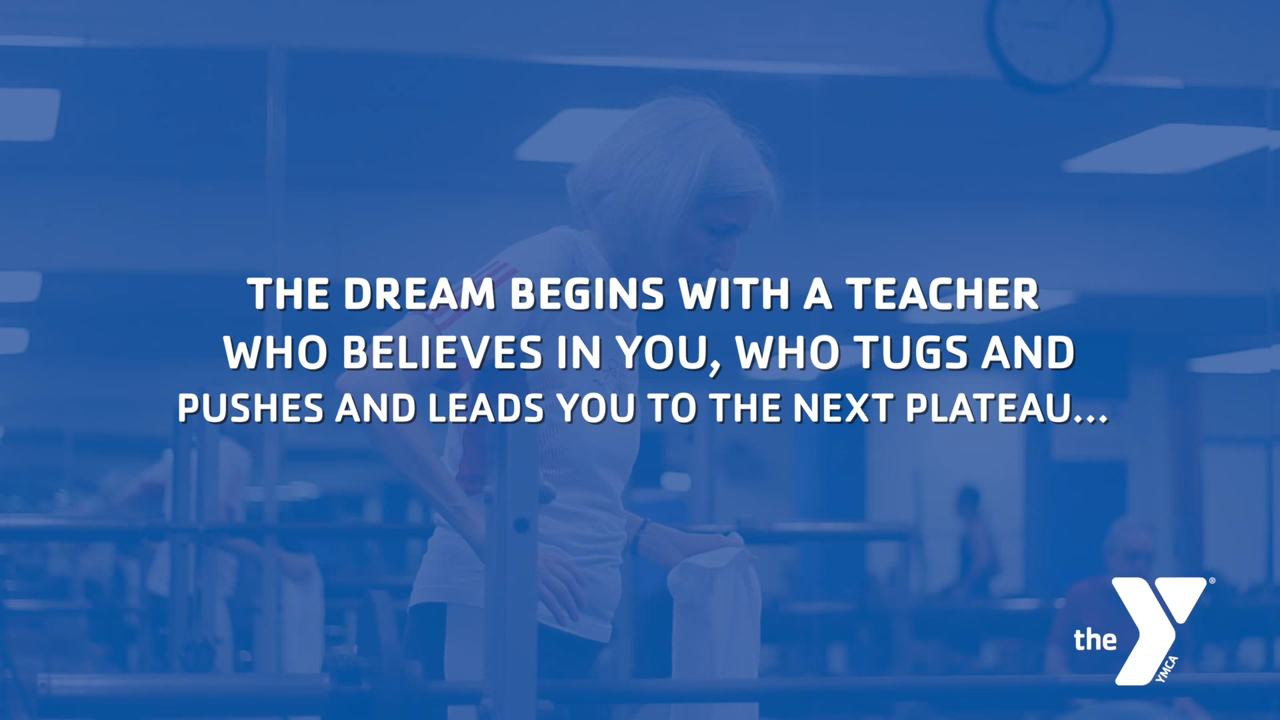 THE DREAM BEGINS WITH A TEACHER
WHO BELIEVES IN YOU, WHO TUGS AND
PUSHES AND LEADS YOU TO THE NEXT PLATEAU...
the Y®
YMCA